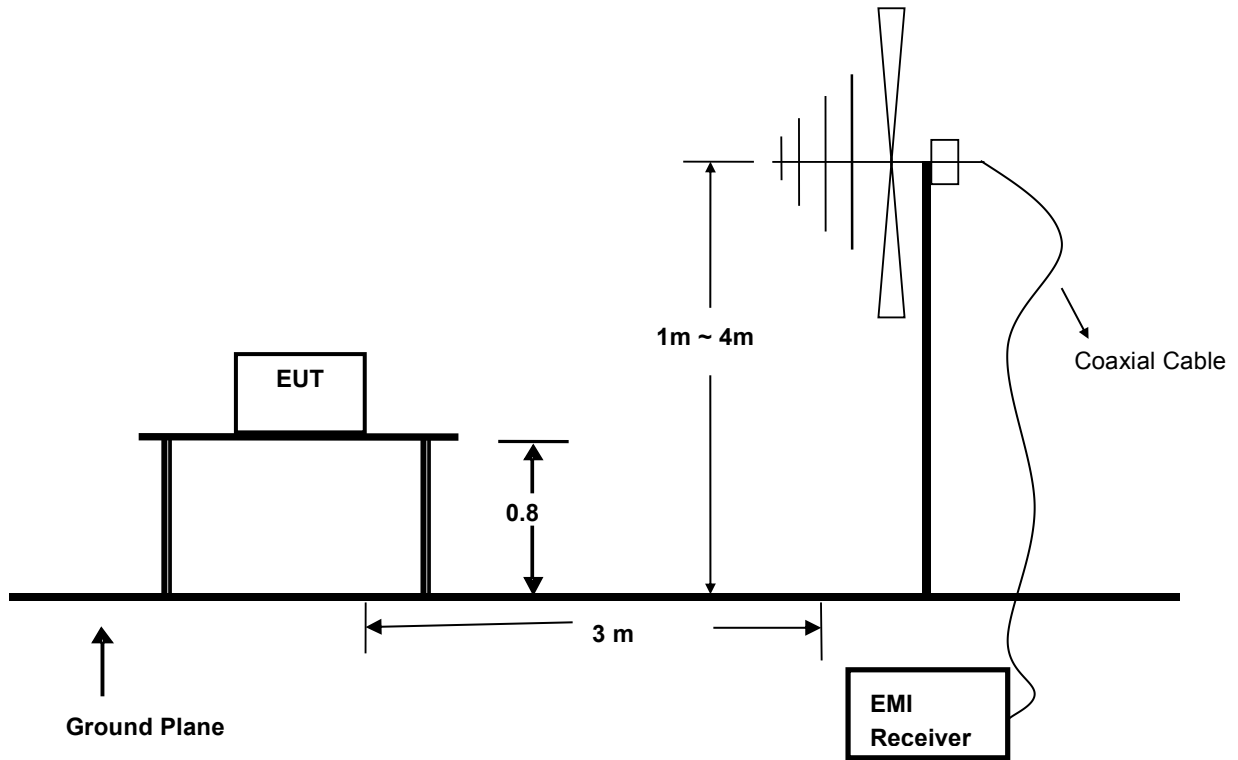 1m ~ 4m
Coaxial Cable
EUT
0.8
3 m
Ground Plane
EMI
Receiver